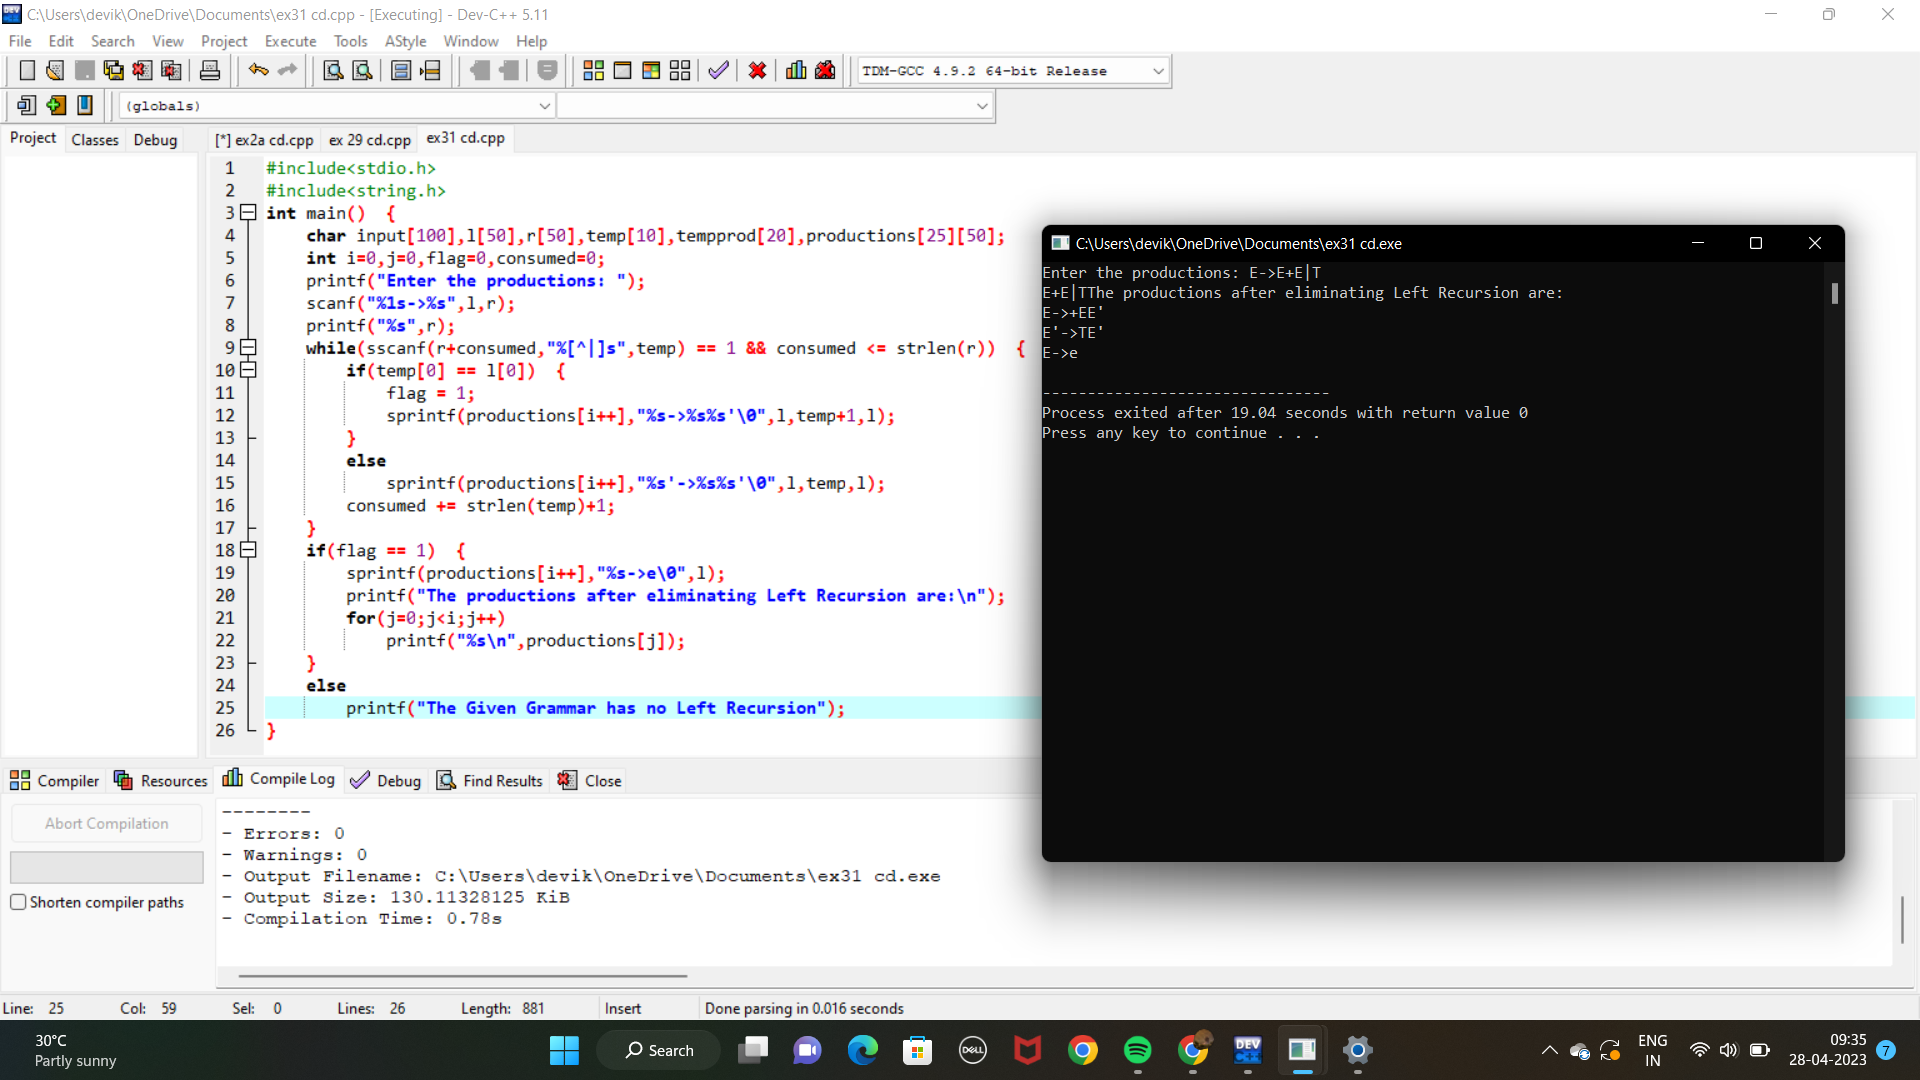 C:\Users\devik\OneDrive\Documents\ex31 cd.cpp - [Executing] - Dev-C++ 5.11
File Edit Search View Project Execute Tools AStyle Window Help
TDM-GCC 4.9.2 64-bit Release
(globals)
Project Classes Debug [*] ex2a cd.cpp ex 29 cd.cpp ex31 cd.cpp
1 #include<stdio.h>
2 #include<string.h>
3 int main()  {
4 char input[100],l[50],r[50],temp[10],tempprod[20],productions[25][50];
5 int i=0,j=0,flag=0,consumed=0;
6 printf("Enter the productions: ");
7 scanf("%1s->%s",l,r);
8 printf("%s",r);
9 while(sscanf(r+consumed,"%[^|]s",temp) == 1 && consumed <= strlen(r))  {
10 if(temp[0] == l[0])  {
11 flag = 1;
12 sprintf(productions[i++],"%s->%s%s'\0",l,temp+1,l);
13 }
14 else
15 sprintf(productions[i++],"%s'->%s%s'\0",l,temp,l);
16 consumed += strlen(temp)+1;
17 }
18 if(flag == 1)  {
19 sprintf(productions[i++],"%s->e\0",l);
20 printf("The productions after eliminating Left Recursion are:\n");
21 for(j=0;j<i;j++)
22 printf("%s\n",productions[j]);
23 }
24 else
25 printf("The Given Grammar has no Left Recursion");
26 }
C:\Users\devik\OneDrive\Documents\ex31 cd.exe
Enter the productions: E->E+E|T
E+E|TThe productions after eliminating Left Recursion are:
E->+EE'
E'->TE'
E->e
--------------------------------
Process exited after 19.04 seconds with return value 0
Press any key to continue . . .
Compiler Resources Compile Log Debug Find Results Close
Abort Compilation
Shorten compiler paths
--------
- Errors: 0
- Warnings: 0
- Output Filename: C:\Users\devik\OneDrive\Documents\ex31 cd.exe
- Output Size: 130.11328125 KiB
- Compilation Time: 0.78s
Line: 25 Col: 59 Sel: 0 Lines: 26 Length: 881 Insert Done parsing in 0.016 seconds
30°C
Partly sunny
Search
DELL
DEV
C++
ENG
IN
09:35
28-04-2023
7